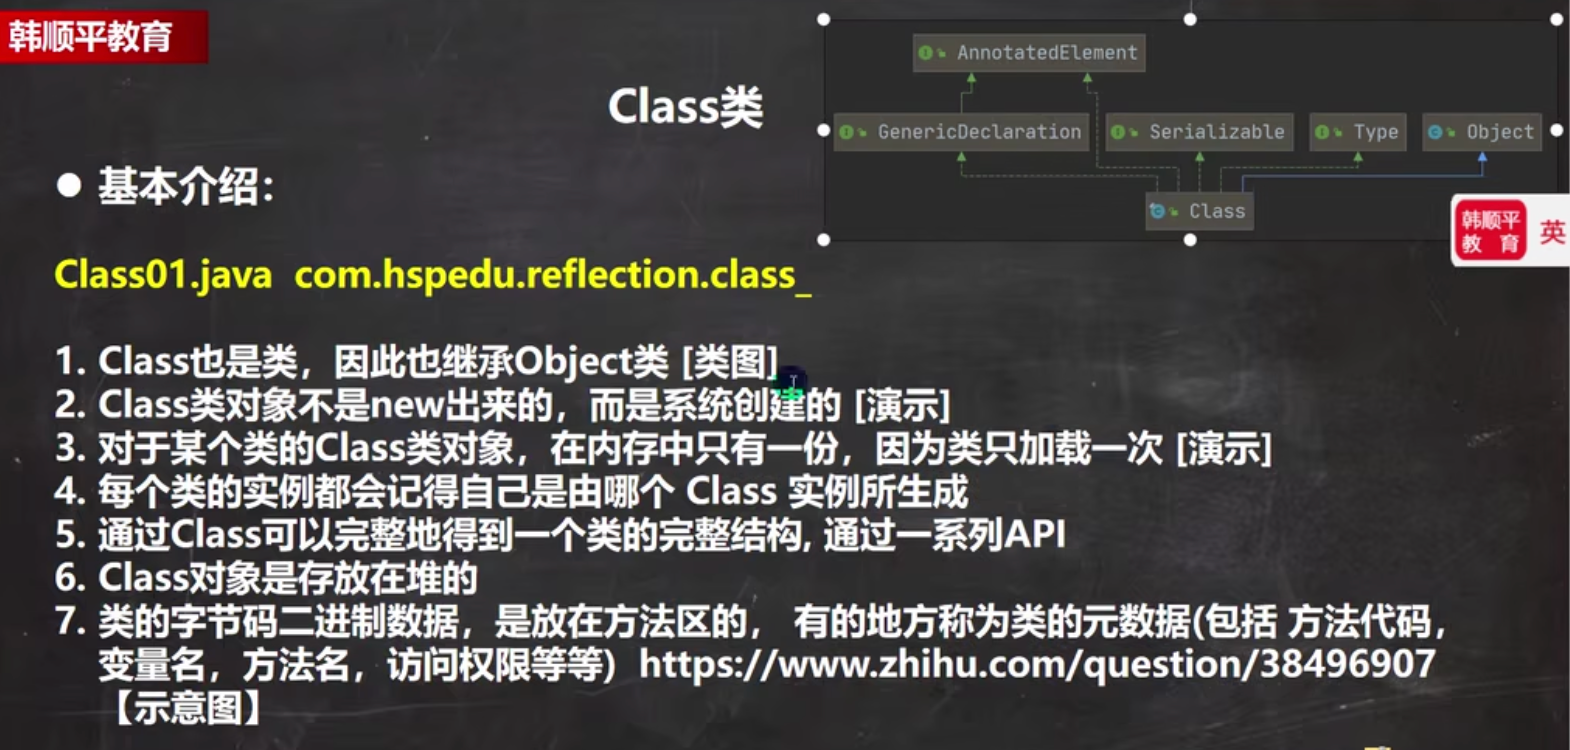 韩顺平教育
AnnotatedElement
Class类
GenericDeclaration
Serializable
Type
Object
● 基本介绍：
Class
韩顺平
教 育
英
Class01.java com.hspedu.reflection.class_
1. Class也是类，因此也继承Object类 [类图]
2. Class类对象不是new出来的，而是系统创建的 [演示]
3. 对于某个类的Class类对象，在内存中只有一份，因为类只加载一次 [演示]
4. 每个类的实例都会记得自己是由哪个 Class 实例所生成
5. 通过Class可以完整地得到一个类的完整结构, 通过一系列API
6. Class对象是存放在堆的
7. 类的字节码二进制数据，是放在方法区的， 有的地方称为类的元数据(包括 方法代码，
变量名，方法名，访问权限等等) https://www.zhihu.com/question/38496907
【示意图】